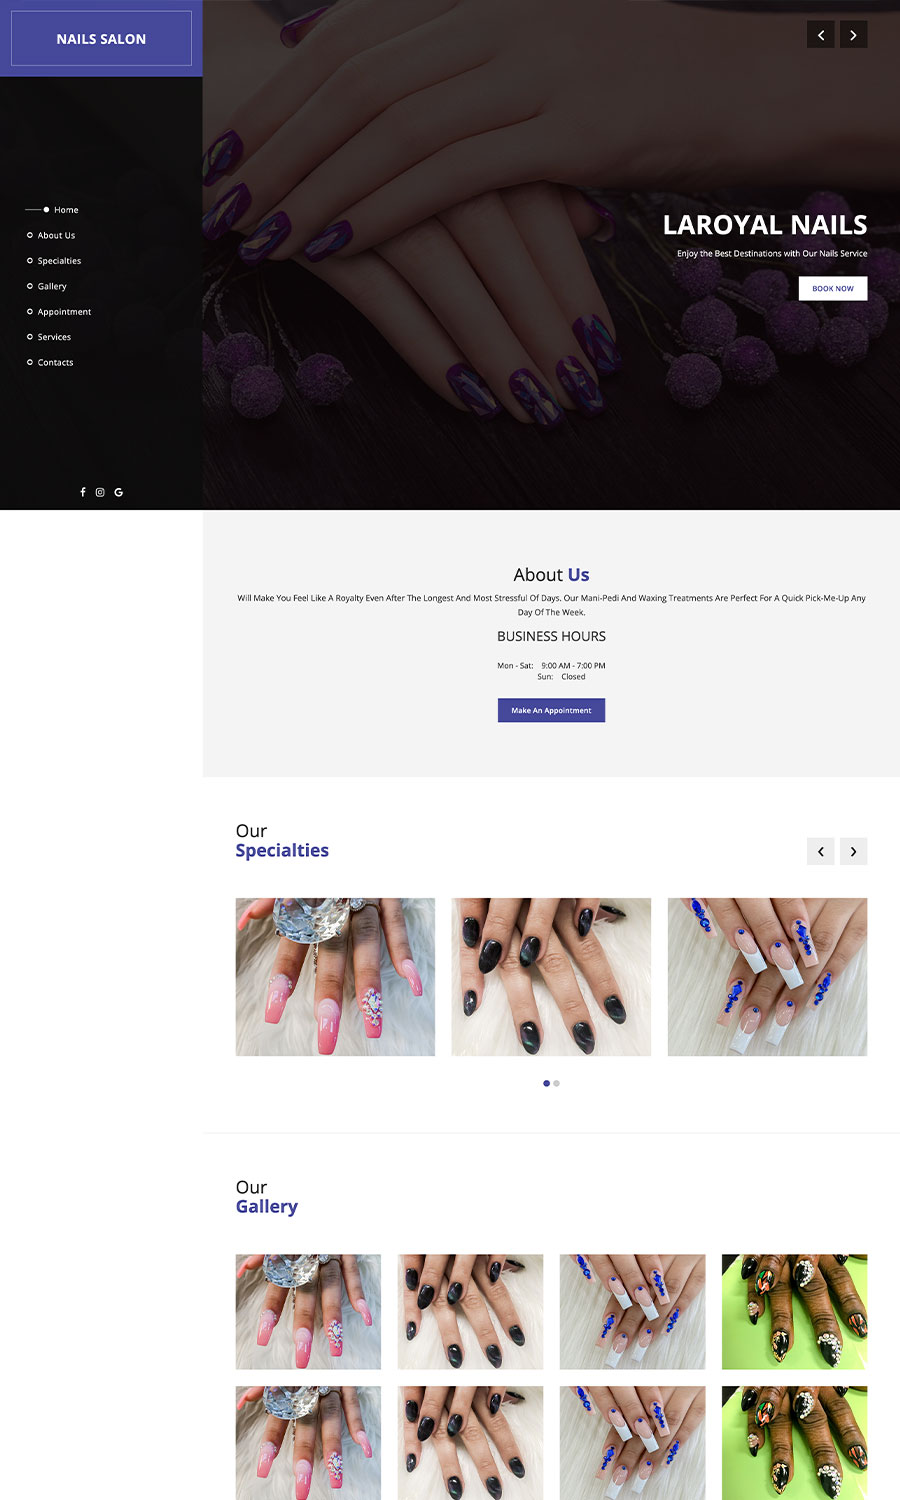 NAILS SALON
Home
About Us
Specialties
Gallery
Appointment
Services
Contacts
LAROYAL NAILS
Enjoy the Best Destinations with Our Nails Service
BOOK NOW
About Us
Will Make You Feel Like A Royalty Even After The Longest And Most Stressful Of Days. Our Mani-Pedi And Waxing Treatments Are Perfect For A Quick Pick-Me-Up Any
Day Of The Week.
BUSINESS HOURS
Mon - Sat: 9:00 AM - 7:00 PM
Sun: Closed
Make An Appointment
Our
Specialties
Our
Gallery